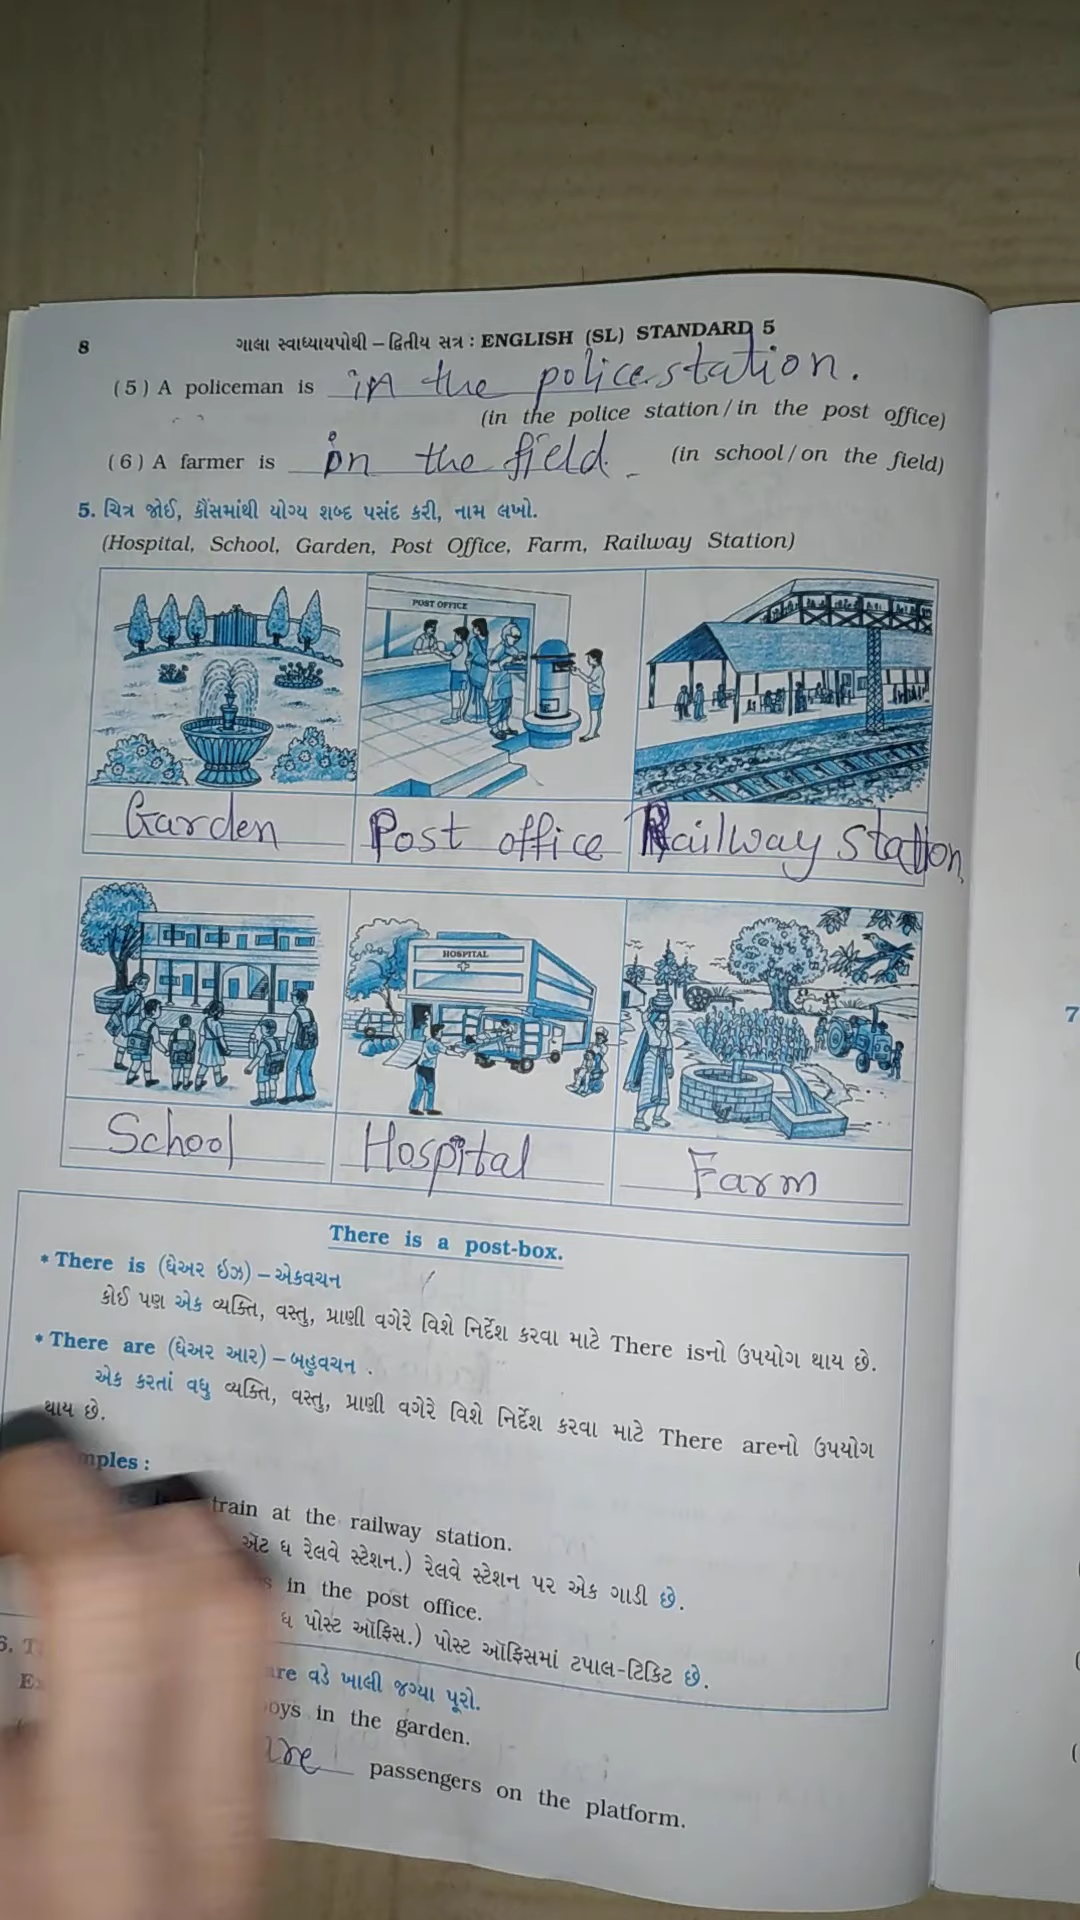 8 ગાલા સ્વાધ્યાયપોથી – દ્વિતીય સત્ર : ENGLISH (SL) STANDARD 5
(5) A policeman is in the police station.
(in the police station/in the post office)
(6) A farmer is on the field. (in school/on the field)
5. ચિત્ર જોઈ, કૌંસમાંથી યોગ્ય શબ્દ પસંદ કરી, નામ લખો.
(Hospital, School, Garden, Post Office, Farm, Railway Station)
POST OFFICE
Garden Post office Railway station
HOSPITAL
School Hospital Farm
There is a post-box.
* There is (ધેઅર ઇઝ) – એકવચન
કોઈ પણ એક વ્યક્તિ, વસ્તુ, પ્રાણી વગેરે વિશે નિર્દેશ કરવા માટે There isનો ઉપયોગ થાય છે.
* There are (ધેઅર આર) – બહુવચન
એક કરતાં વધુ વ્યક્તિ, વસ્તુ, પ્રાણી વગેરે વિશે નિર્દેશ કરવા માટે There areનો ઉપયોગ
થાય છે.
train at the railway station.
ઍટ ધ રેલવે સ્ટેશન.) રેલવે સ્ટેશન પર એક ગાડી છે.
in the post office.
ધ પોસ્ટ ઑફિસ.) પોસ્ટ ઑફિસમાં ટપાલ-ટિકિટ છે.
6.
વડે ખાલી જગ્યા પૂરો.
in the garden.
are passengers on the platform.
7